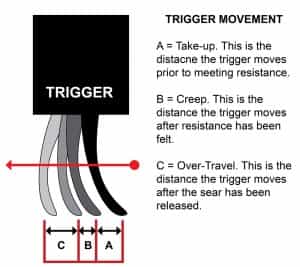 TRIGGER MOVEMENT
A = Take-up. This is the
distacne the trigger moves
prior to meeting resistance.
B = Creep. This is the
distance the trigger moves
after resistance has been
felt.
C = Over-Travel. This is the
distance the trigger moves
after the sear has been
released.
TRIGGER
C B A